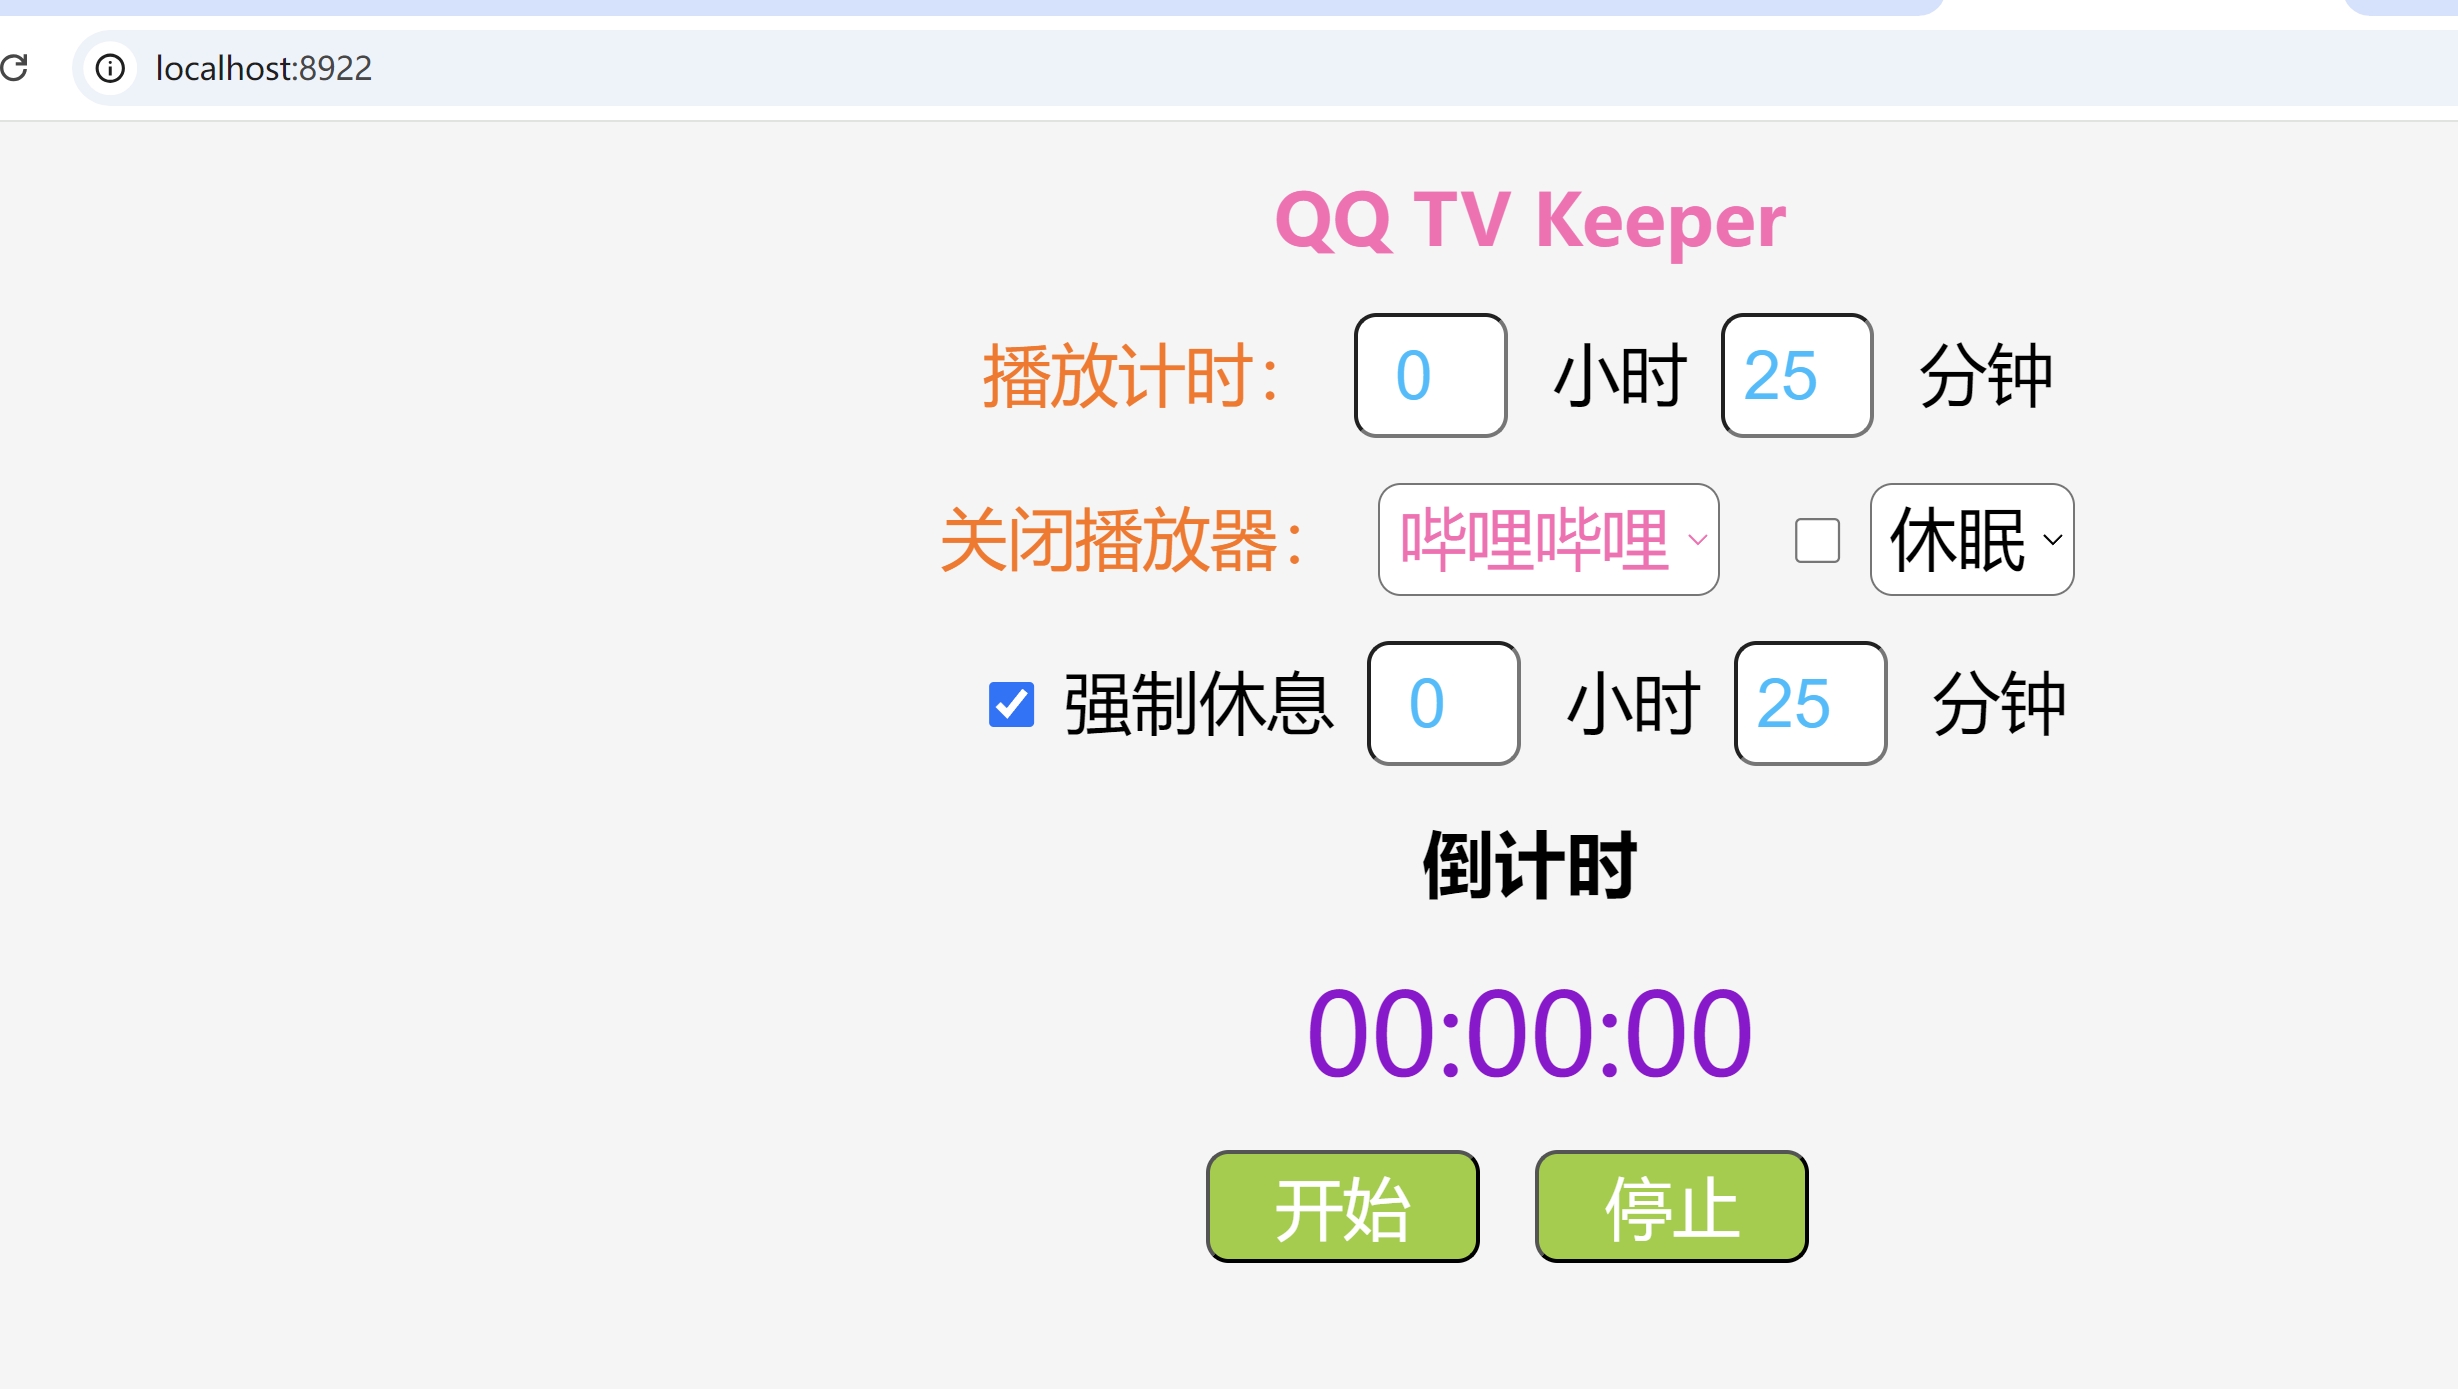 localhost:8922
QQ TV Keeper
播放计时： 0 小时 25 分钟
关闭播放器： 哔哩哔哩 休眠
强制休息 0 小时 25 分钟
倒计时
00:00:00
开始 停止